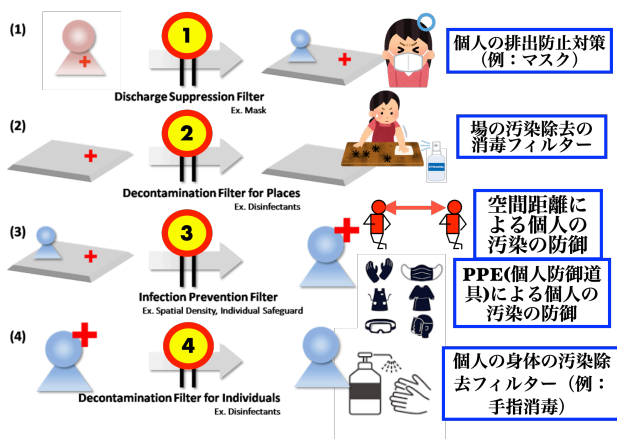 (1)
1
Discharge Suppression Filter
Ex. Mask
個人の排出防止対策
（例：マスク）
(2)
2
Decontamination Filter for Places
Ex. Disinfectants
場の汚染除去の
消毒フィルター
(3)
3
Infection Prevention Filter
Ex. Spatial Density, Individual Safeguard
空間距離に
よる個人の
汚染の防御
PPE(個人防御道
具)による個人の
汚染の防御
(4)
4
Decontamination Filter for Individuals
Ex. Disinfectants
個人の身体の汚染除
去フィルター（例：
手指消毒）